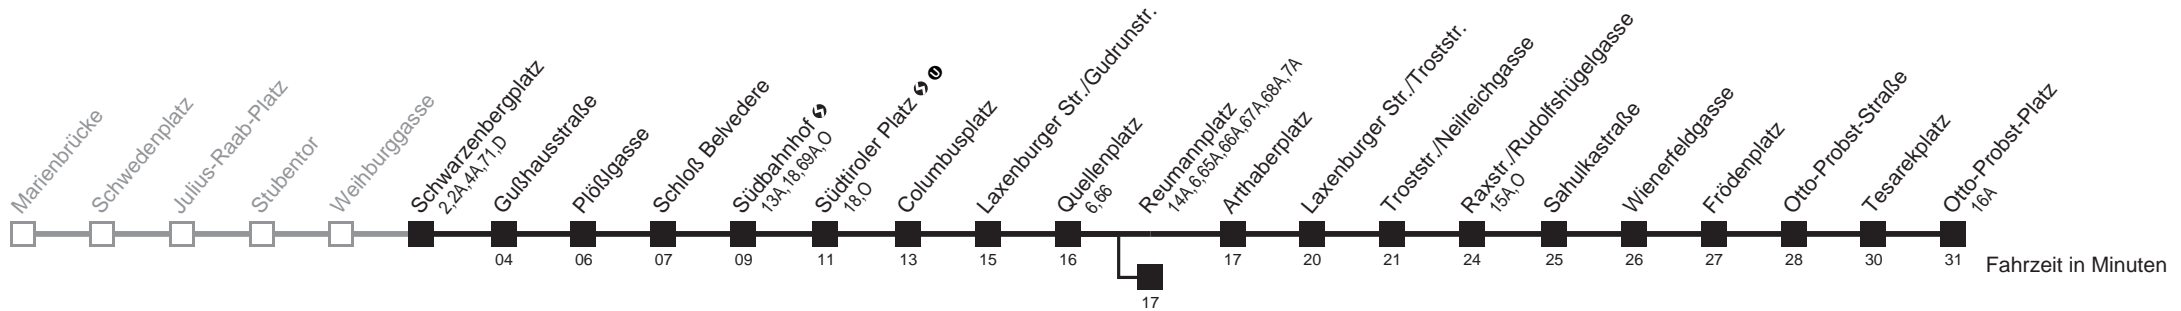 Marienbrücke
Schwedenplatz
Julius-Raab-Platz
Stubentor
Weihburggasse
Schwarzenbergplatz
2,2A,4A,71,D
Gußhausstraße
Plößlgasse
Schloß Belvedere
Südbahnhof
13A,18,69A,O
Südtiroler Platz U
18,O
Columbusplatz
Laxenburger Str./Gudrunstr.
Quellenplatz
6,66
Reumannplatz
14A,6,65A,66A,67A,68A,7A
Arthaberplatz
Laxenburger Str./Troststr.
Troststr./Neilreichgasse
Raxstr./Rudolfshügelgasse
15A,O
Sahulkastraße
Wienerfeldgasse
Frödenplatz
Otto-Probst-Straße
Tesarekplatz
Otto-Probst-Platz
16A
04 06 07 09 11 13 15 16 17 20 21 24 25 26 27 28 30 31 Fahrzeit in Minuten
17